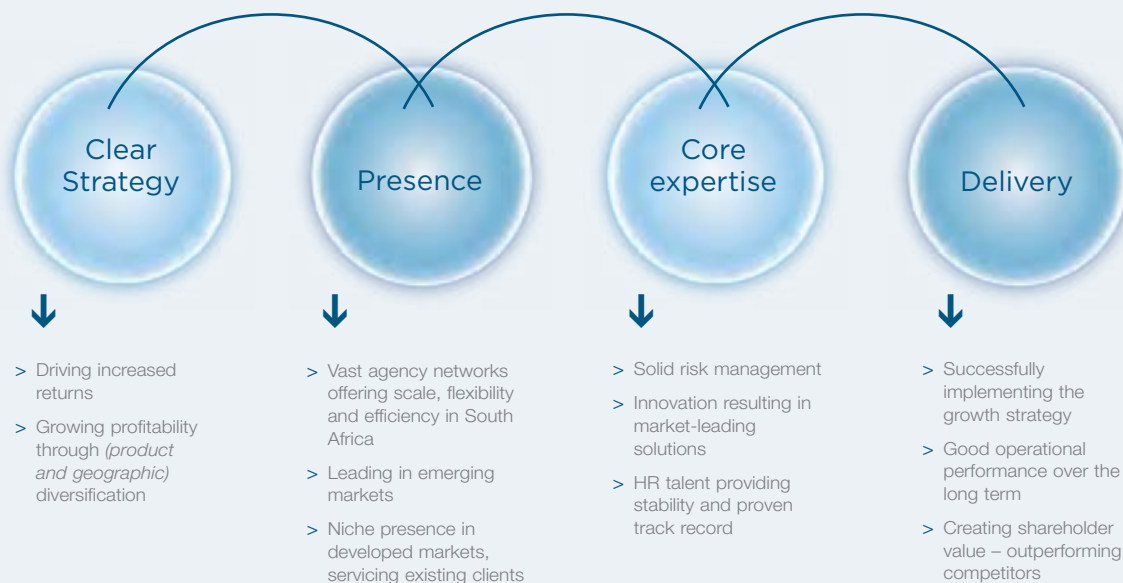 Clear
Strategy
Presence
Core
expertise
Delivery
> Driving increased
returns
> Growing profitability
through (product
and geographic)
diversification
> Vast agency networks
offering scale, flexibility
and efficiency in South
Africa
> Leading in emerging
markets
> Niche presence in
developed markets,
servicing existing clients
> Solid risk management
> Innovation resulting in
market-leading
solutions
> HR talent providing
stability and proven
track record
> Successfully
implementing the
growth strategy
> Good operational
performance over the
long term
> Creating shareholder
value – outperforming
competitors